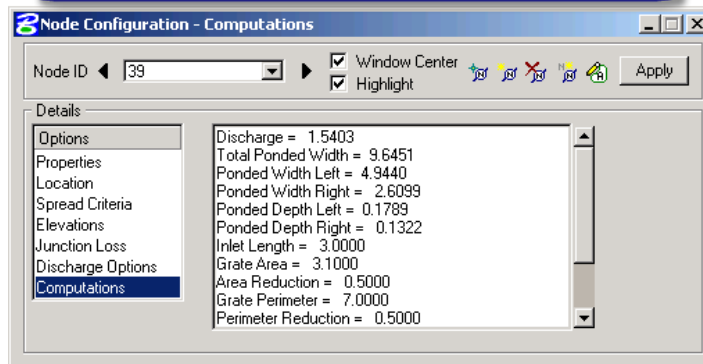 Node Configuration - Computations
Node ID 39 Window Center Apply
Highlight
Details
Options
Properties
Location
Spread Criteria
Elevations
Junction Loss
Discharge Options
Computations
Discharge = 1.5403
Total Ponded Width = 9.6451
Ponded Width Left = 4.9440
Ponded Width Right = 2.6099
Ponded Depth Left = 0.1789
Ponded Depth Right = 0.1322
Inlet Length = 3.0000
Grate Area = 3.1000
Area Reduction = 0.5000
Grate Perimeter = 7.0000
Perimeter Reduction = 0.5000